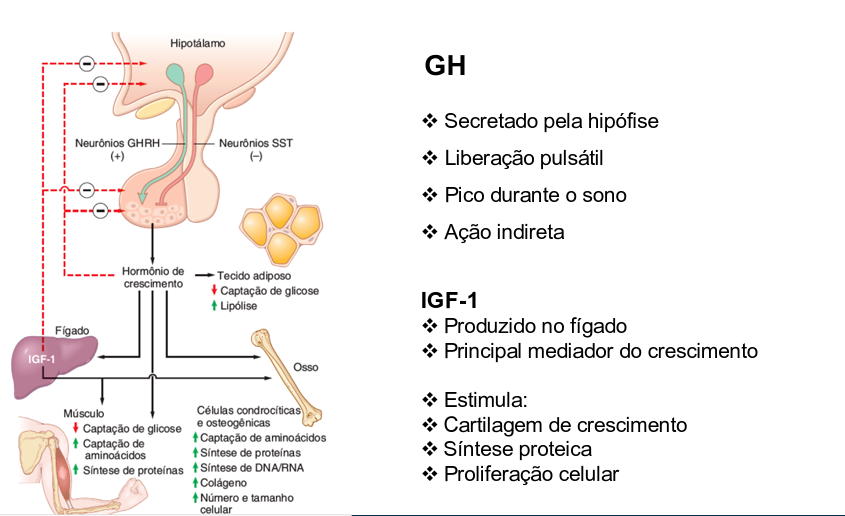 Hipotálamo
Neurônios GHRH
(+)
Neurônios SST
(–)
Hormônio de
crescimento
Tecido adiposo
Captação de glicose
Lipólise
Fígado
IGF-1
Osso
Músculo
Captação de glicose
Captação de
aminoácidos
Síntese de proteínas
Células condrocíticas
e osteogênicas
Captação de aminoácidos
Síntese de proteínas
Síntese de DNA/RNA
Colágeno
Número e tamanho
celular
GH
❖ Secretado pela hipófise
❖ Liberação pulsátil
❖ Pico durante o sono
❖ Ação indireta
IGF-1
❖ Produzido no fígado
❖ Principal mediador do crescimento
❖ Estimula:
❖ Cartilagem de crescimento
❖ Síntese proteica
❖ Proliferação celular